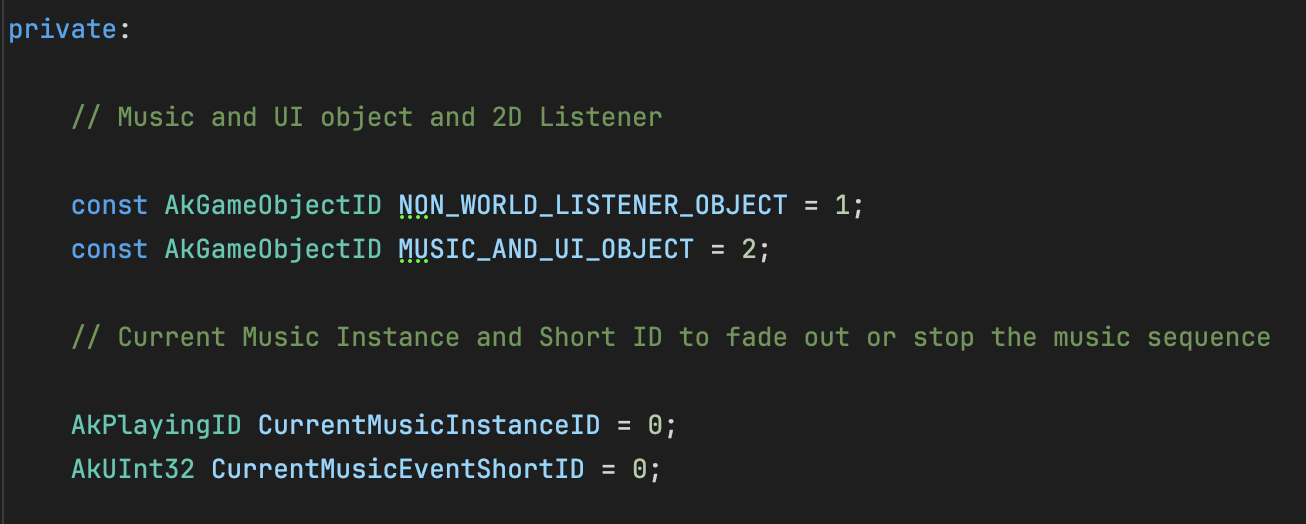 private:
// Music and UI object and 2D Listener
const AkGameObjectID NON_WORLD_LISTENER_OBJECT = 1;
const AkGameObjectID MUSIC_AND_UI_OBJECT = 2;
// Current Music Instance and Short ID to fade out or stop the music sequence
AkPlayingID CurrentMusicInstanceID = 0;
AkUInt32 CurrentMusicEventShortID = 0;